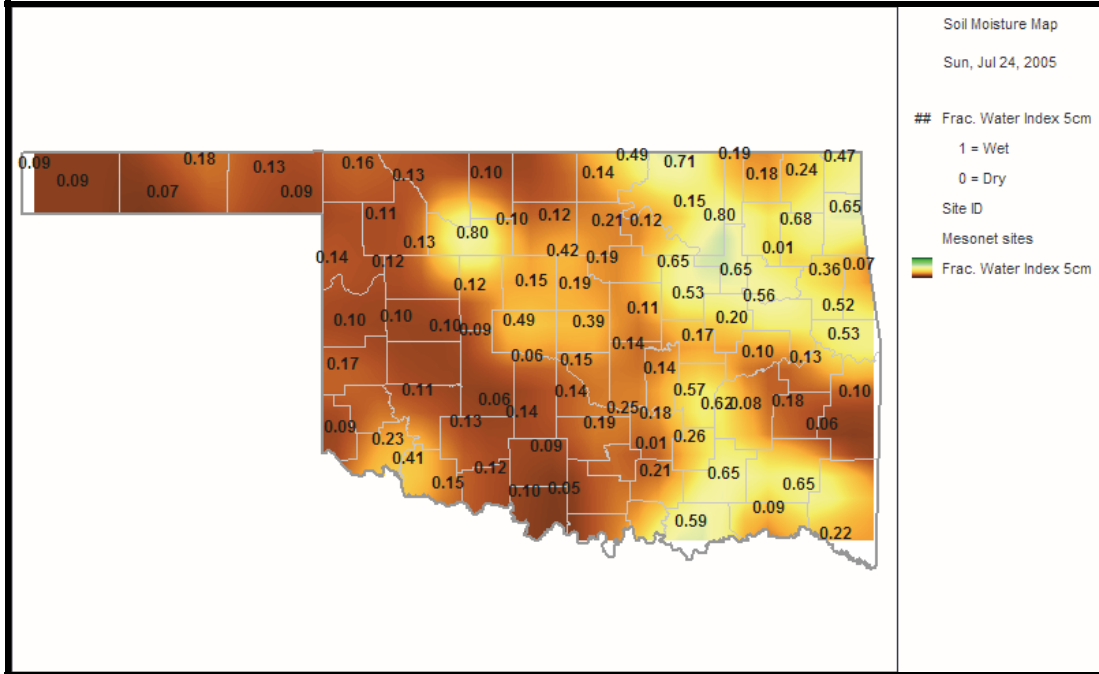 Soil Moisture Map
Sun, Jul 24, 2005
## Frac. Water Index 5cm
1 = Wet
0 = Dry
Site ID
Mesonet sites
Frac. Water Index 5cm
0.49 0.71 0.19 0.47
0.09 0.18 0.13 0.16 0.10 0.14 0.18 0.24
0.09 0.07 0.09 0.13
0.15 0.65
0.11 0.10 0.12 0.21 0.12 0.80 0.68
0.13 0.80
0.14 0.12 0.42 0.19 0.65 0.65 0.01 0.36 0.07
0.12 0.15 0.19 0.53 0.56
0.11 0.52
0.10 0.10 0.10 0.09 0.49 0.39 0.20 0.53
0.17
0.17 0.06 0.15 0.14 0.10 0.13
0.14
0.11 0.06 0.14 0.57 0.10
0.14 0.25 0.18 0.62 0.08 0.18
0.09 0.13 0.19 0.06
0.23 0.09 0.01 0.26
0.41 0.12 0.21 0.65
0.15 0.10 0.05 0.65
0.59 0.09
0.22